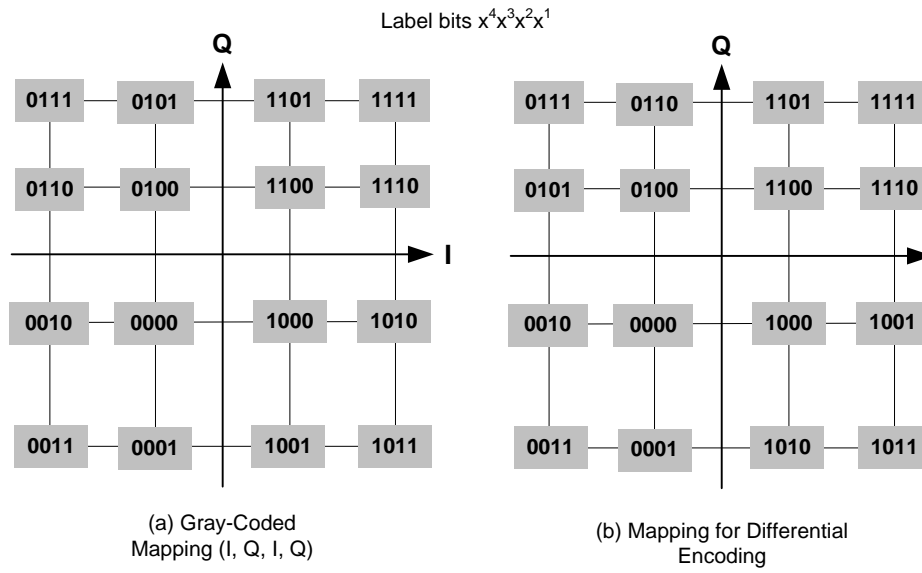 Label bits x⁴x³x²x¹
Q
Q
0111 0101 1101 1111
0111 0110 1101 1111
0110 0100 1100 1110
0101 0100 1100 1110
I
0010 0000 1000 1010
0010 0000 1000 1001
0011 0001 1001 1011
0011 0001 1010 1011
(a) Gray-Coded
Mapping (I, Q, I, Q)
(b) Mapping for Differential
Encoding